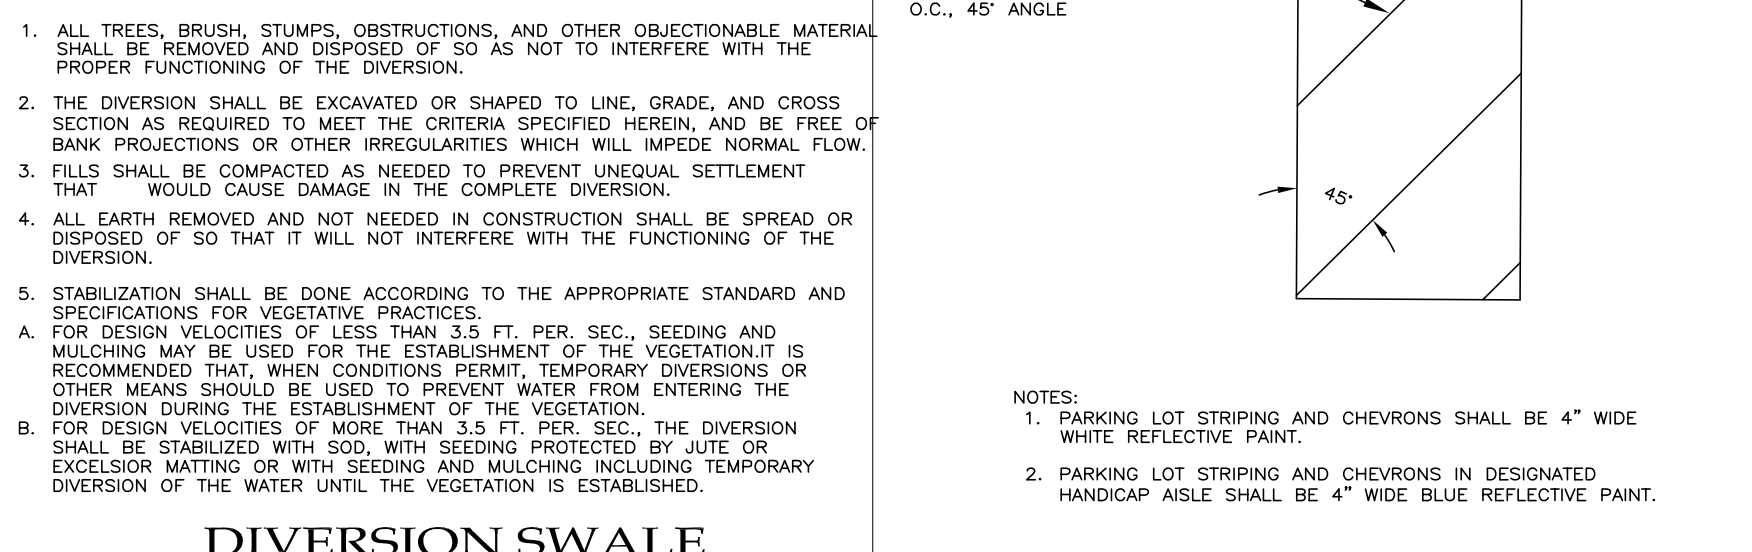 1. ALL TREES, BRUSH, STUMPS, OBSTRUCTIONS, AND OTHER OBJECTIONABLE MATERIAL
SHALL BE REMOVED AND DISPOSED OF SO AS NOT TO INTERFERE WITH THE
PROPER FUNCTIONING OF THE DIVERSION.
2. THE DIVERSION SHALL BE EXCAVATED OR SHAPED TO LINE, GRADE, AND CROSS
SECTION AS REQUIRED TO MEET THE CRITERIA SPECIFIED HEREIN, AND BE FREE OF
BANK PROJECTIONS OR OTHER IRREGULARITIES WHICH WILL IMPEDE NORMAL FLOW.
3. FILLS SHALL BE COMPACTED AS NEEDED TO PREVENT UNEQUAL SETTLEMENT
THAT WOULD CAUSE DAMAGE IN THE COMPLETE DIVERSION.
4. ALL EARTH REMOVED AND NOT NEEDED IN CONSTRUCTION SHALL BE SPREAD OR
DISPOSED OF SO THAT IT WILL NOT INTERFERE WITH THE FUNCTIONING OF THE
DIVERSION.
5. STABILIZATION SHALL BE DONE ACCORDING TO THE APPROPRIATE STANDARD AND
SPECIFICATIONS FOR VEGETATIVE PRACTICES.
A. FOR DESIGN VELOCITIES OF LESS THAN 3.5 FT. PER. SEC., SEEDING AND
MULCHING MAY BE USED FOR THE ESTABLISHMENT OF THE VEGETATION.IT IS
RECOMMENDED THAT, WHEN CONDITIONS PERMIT, TEMPORARY DIVERSIONS OR
OTHER MEANS SHOULD BE USED TO PREVENT WATER FROM ENTERING THE
DIVERSION DURING THE ESTABLISHMENT OF THE VEGETATION.
B. FOR DESIGN VELOCITIES OF MORE THAN 3.5 FT. PER. SEC., THE DIVERSION
SHALL BE STABILIZED WITH SOD, WITH SEEDING PROTECTED BY JUTE OR
EXCELSIOR MATTING OR WITH SEEDING AND MULCHING INCLUDING TEMPORARY
DIVERSION OF THE WATER UNTIL THE VEGETATION IS ESTABLISHED.
DIVERSION SWALE
O.C., 45° ANGLE
45°
NOTES:
1. PARKING LOT STRIPING AND CHEVRONS SHALL BE 4" WIDE
WHITE REFLECTIVE PAINT.
2. PARKING LOT STRIPING AND CHEVRONS IN DESIGNATED
HANDICAP AISLE SHALL BE 4" WIDE BLUE REFLECTIVE PAINT.